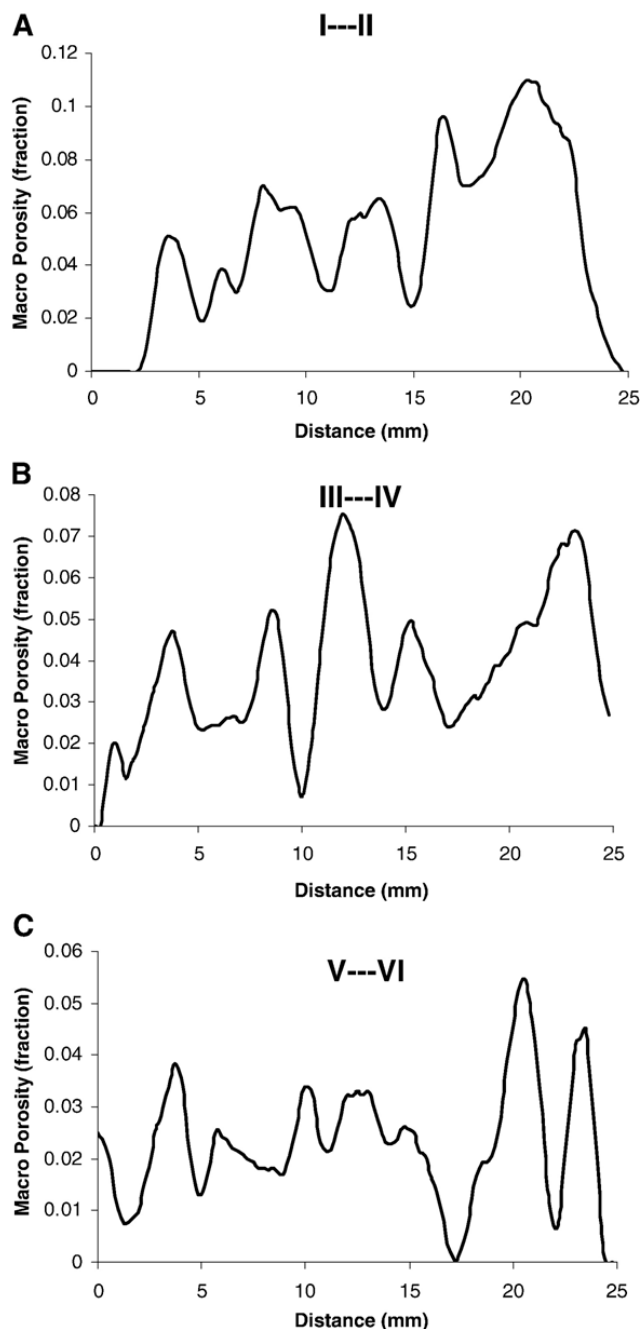 A
I---II
Macro Porosity (fraction)
0.12
0.1
0.08
0.06
0.04
0.02
0
0 5 10 15 20 25
Distance (mm)
B
III---IV
Macro Porosity (fraction)
0.08
0.07
0.06
0.05
0.04
0.03
0.02
0.01
0
0 5 10 15 20 25
Distance (mm)
C
V---VI
Macro Porosity (fraction)
0.06
0.05
0.04
0.03
0.02
0.01
0
0 5 10 15 20 25
Distance (mm)